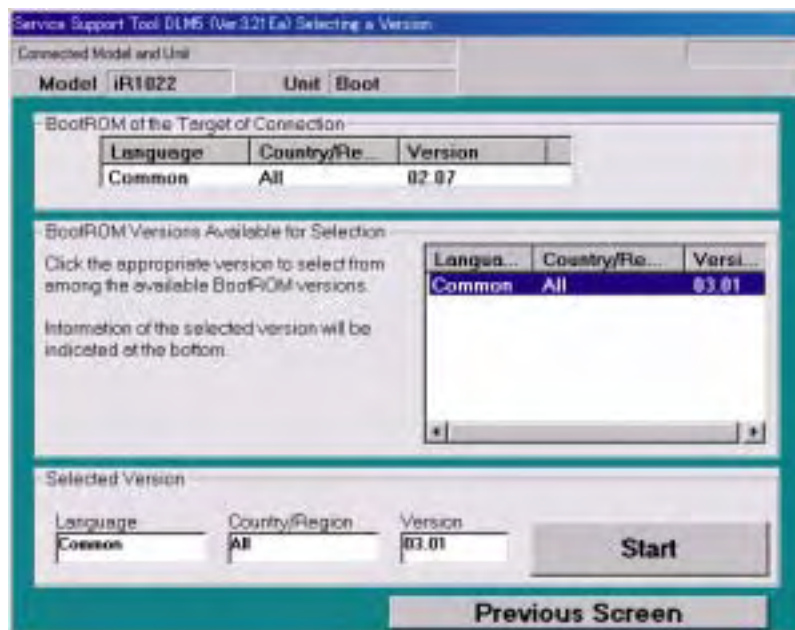 Service Support Tool DLM5 (Ver.3.21Ea) Selecting a Version
Connected Model and Unit
Model iR1022 Unit Boot
BootROM of the Target of Connection
Language Country/Re... Version
Common All 02.07
BootROM Versions Available for Selection
Click the appropriate version to select from
among the available BootROM versions.
Information of the selected version will be
indicated at the bottom.
Langua... Country/Re... Versi...
Common All 03.01
Selected Version
Language Country/Region Version
Common All 03.01
Start
Previous Screen